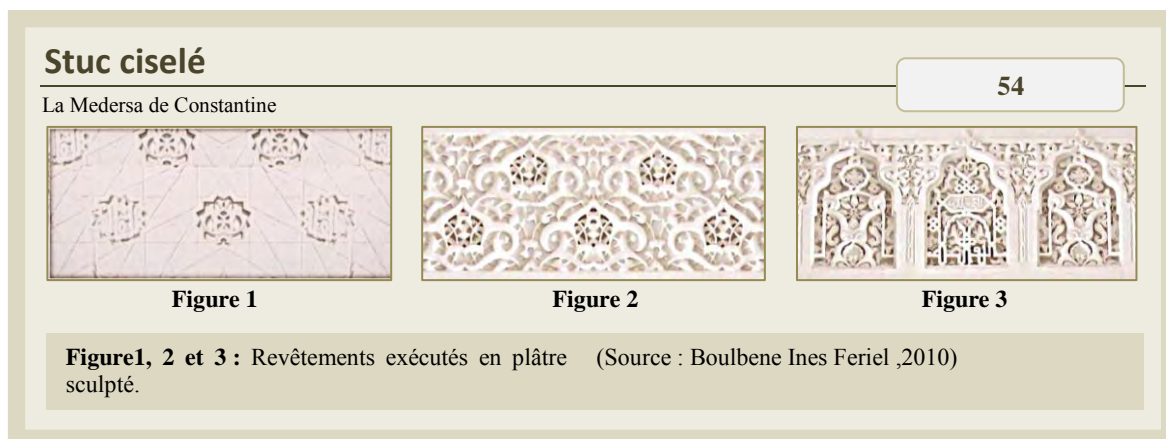 Stuc ciselé
54
La Medersa de Constantine
Figure 1
Figure 2
Figure 3
Figure1, 2 et 3 : Revêtements exécutés en plâtre sculpté.
(Source : Boulbene Ines Feriel ,2010)